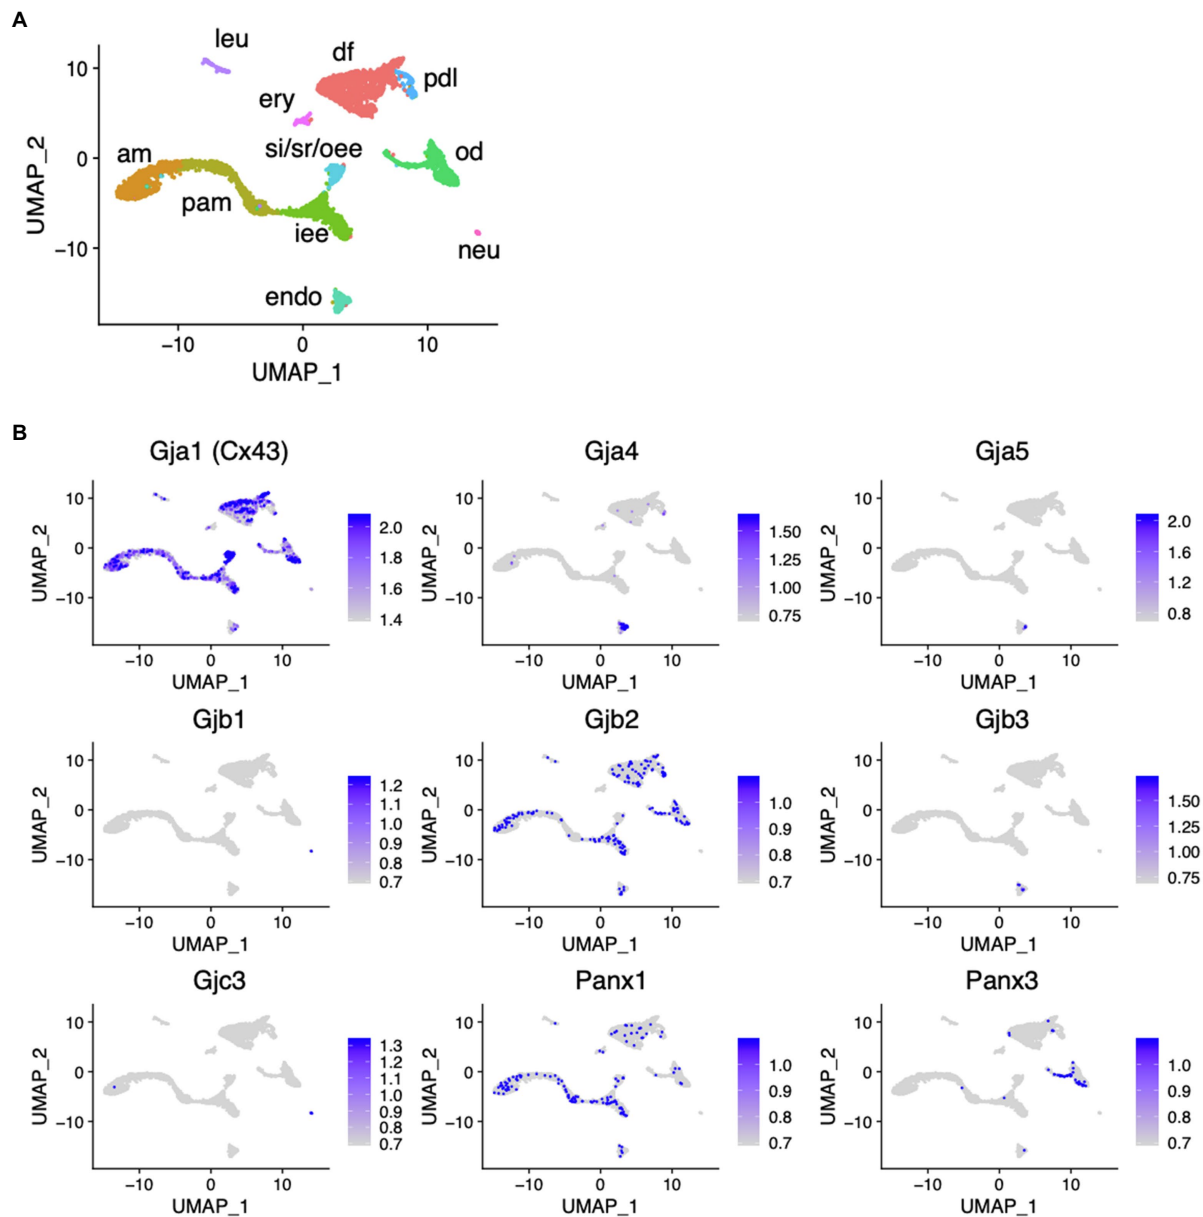 A
leu
df
pdl
ery
am
si/sr/oee
od
pam
iee
neu
endo
10
0
−10
UMAP_2
−10 0 10
UMAP_1
B
Gja1 (Cx43) Gja4 Gja5
10 10 10
0 0 0
−10 −10 −10
UMAP_2 UMAP_2 UMAP_2
2.0 1.8 1.6 1.4
1.50 1.25 1.00 0.75
2.0 1.6 1.2 0.8
−10 0 10 −10 0 10 −10 0 10
UMAP_1 UMAP_1 UMAP_1
Gjb1 Gjb2 Gjb3
10 10 10
0 0 0
−10 −10 −10
UMAP_2 UMAP_2 UMAP_2
1.2 1.1 1.0 0.9 0.8 0.7
1.0 0.9 0.8 0.7
1.50 1.25 1.00 0.75
−10 0 10 −10 0 10 −10 0 10
UMAP_1 UMAP_1 UMAP_1
Gjc3 Panx1 Panx3
10 10 10
0 0 0
−10 −10 −10
UMAP_2 UMAP_2 UMAP_2
1.3 1.2 1.1 1.0 0.9 0.8 0.7
1.0 0.9 0.8 0.7
1.0 0.9 0.8 0.7
−10 0 10 −10 0 10 −10 0 10
UMAP_1 UMAP_1 UMAP_1